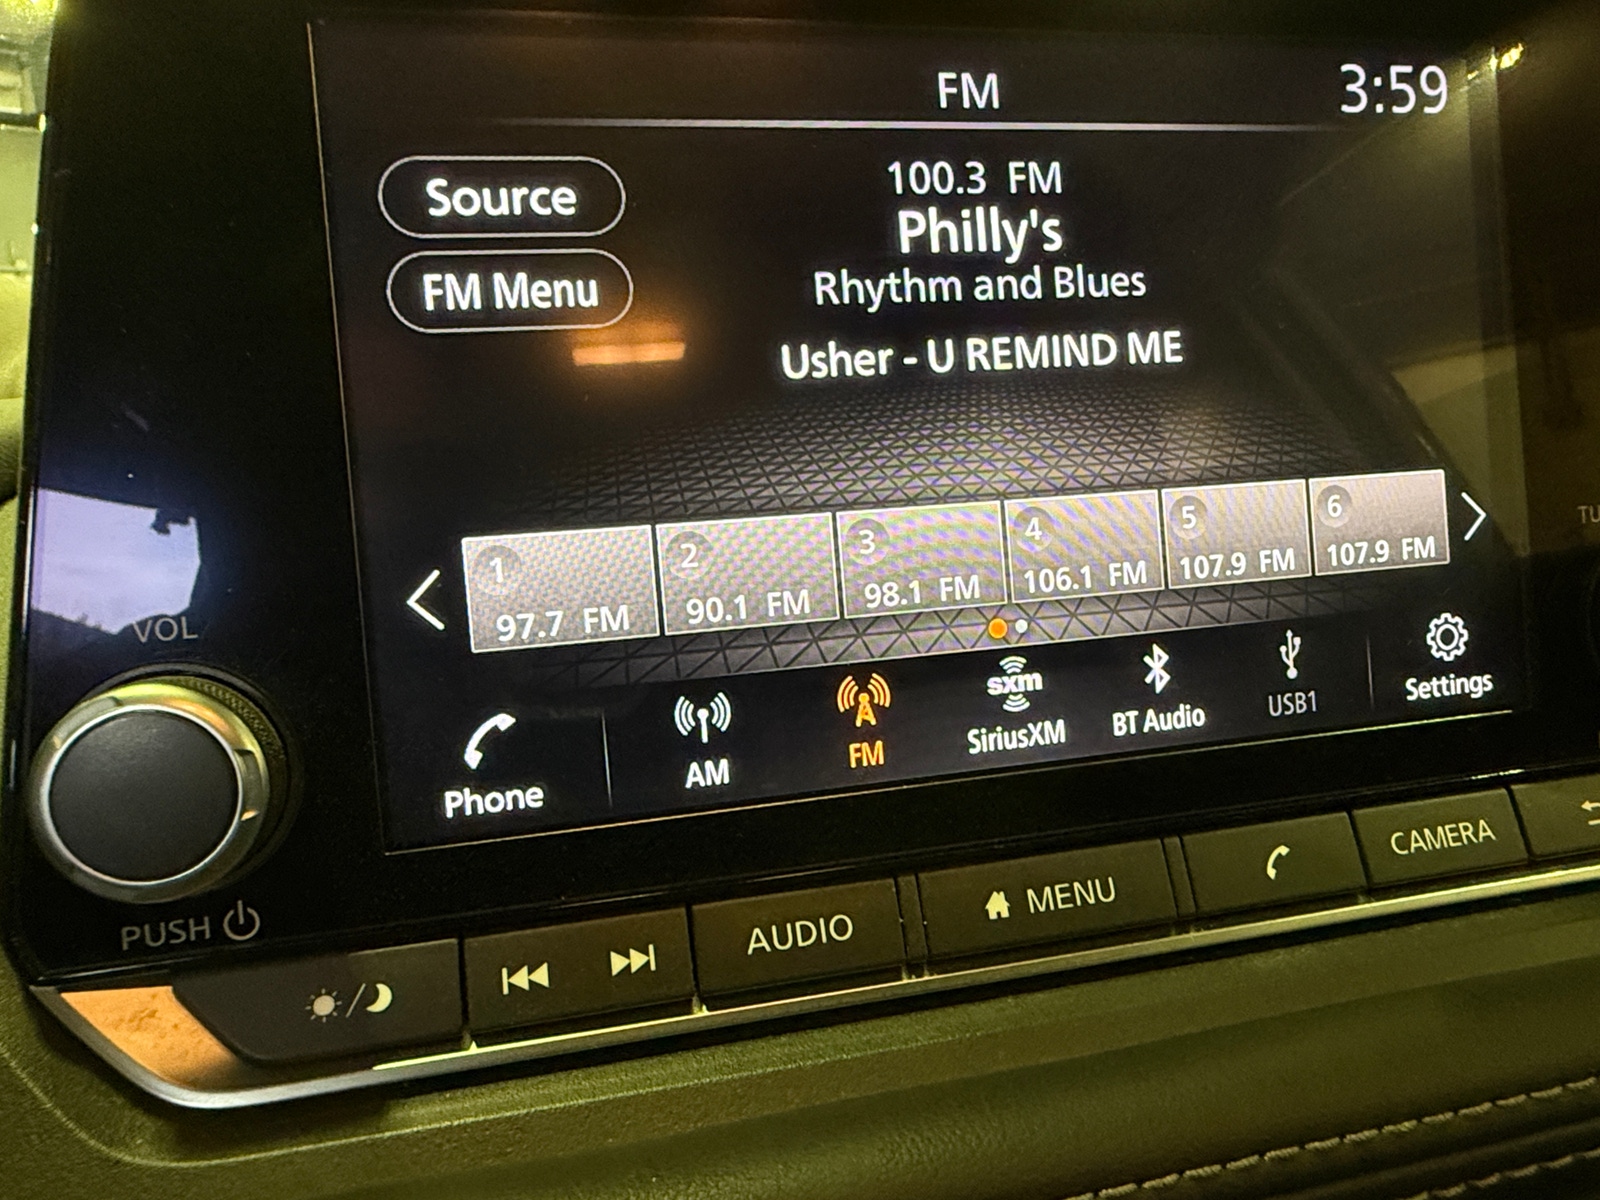 FM
3:59
Source
100.3 FM
Philly's
FM Menu
Rhythm and Blues
Usher - U REMIND ME
1
97.7 FM
2
90.1 FM
3
98.1 FM
4
106.1 FM
5
107.9 FM
6
107.9 FM
Phone
AM
FM
sxm
SiriusXM
BT Audio
USB1
Settings
VOL
TU
PUSH
AUDIO
MENU
CAMERA